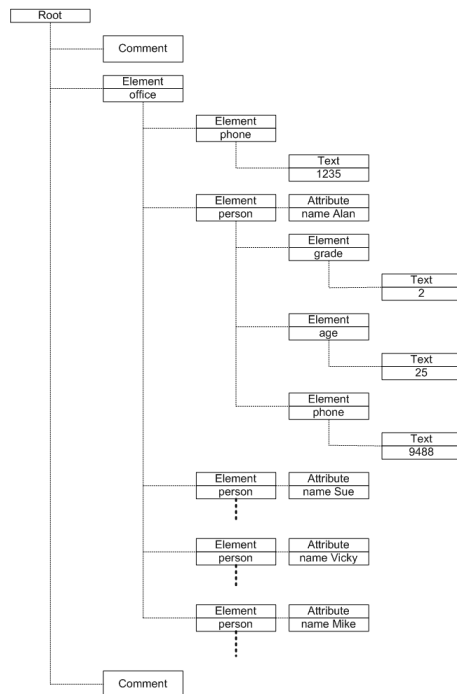 Root
Comment
Element
office
Element
phone
Text
1235
Element
person
Attribute
name Alan
Element
grade
Text
2
Element
age
Text
25
Element
phone
Text
9488
Element
person
Attribute
name Sue
Element
person
Attribute
name Vicky
Element
person
Attribute
name Mike
Comment